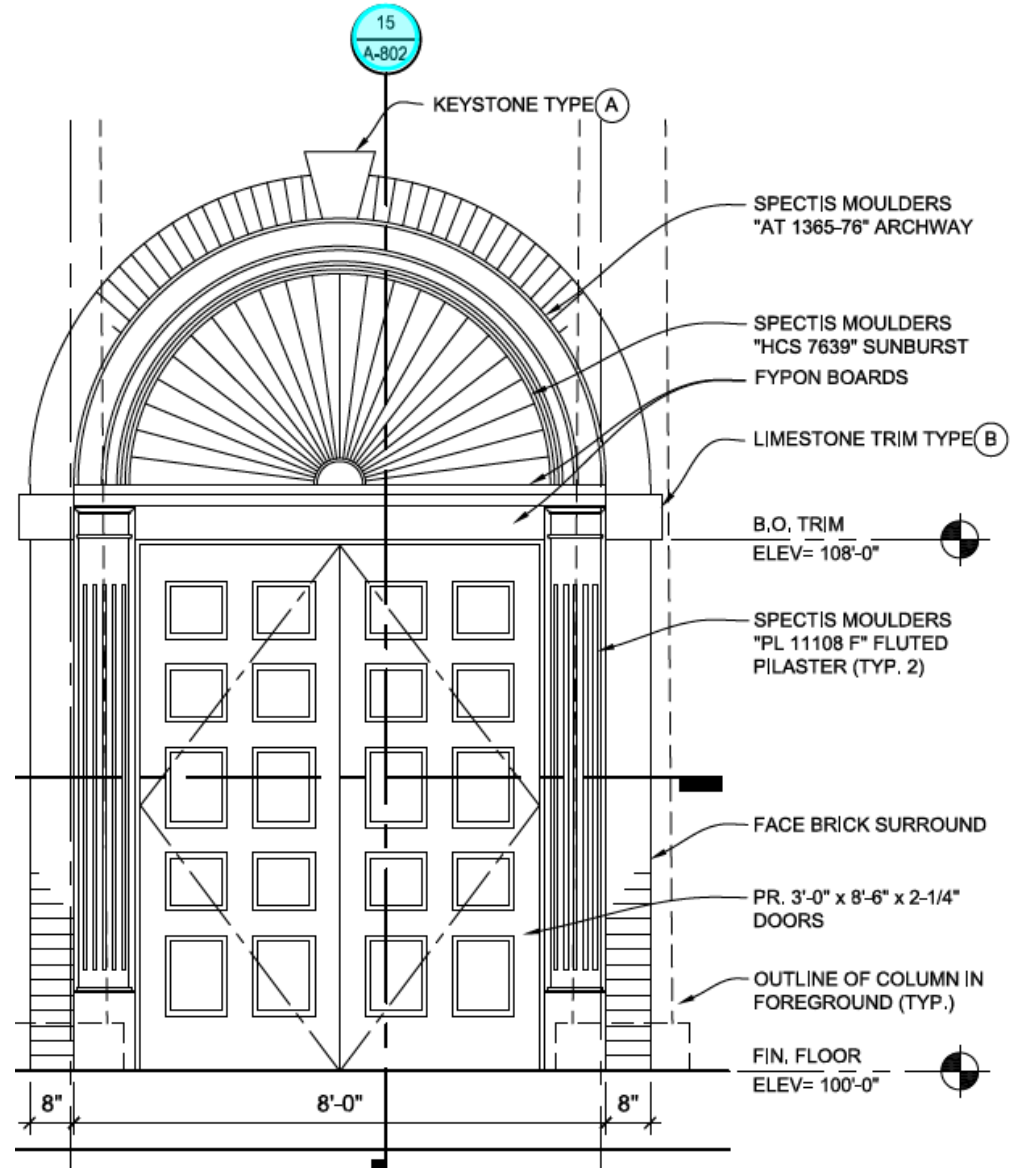 15
A-802
KEYSTONE TYPE A
SPECTIS MOULDERS
"AT 1365-76" ARCHWAY
SPECTIS MOULDERS
"HCS 7639" SUNBURST
FYPON BOARDS
LIMESTONE TRIM TYPE B
B.O. TRIM
ELEV= 108'-0"
SPECTIS MOULDERS
"PL 11108 F" FLUTED
PILASTER (TYP. 2)
FACE BRICK SURROUND
PR. 3'-0" x 8'-6" x 2-1/4"
DOORS
OUTLINE OF COLUMN IN
FOREGROUND (TYP.)
FIN. FLOOR
ELEV= 100'-0"
8" 8'-0" 8"